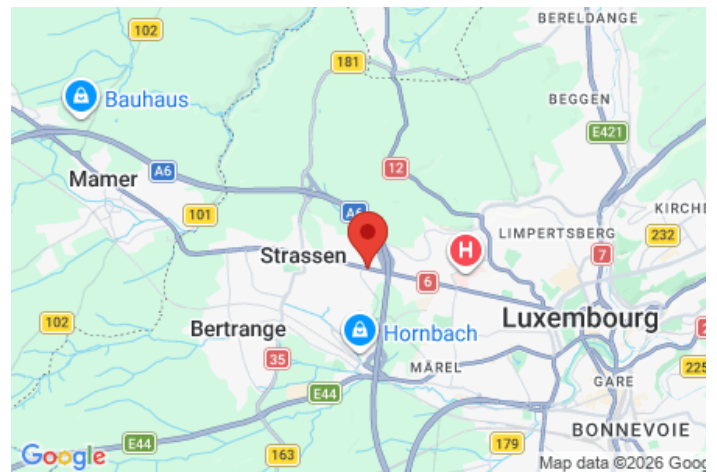 102
BERELDANGE
181
Bauhaus
BEGGEN
E421
A6
12
Mamer
101
A6
KIRCHE
LIMPERTSBERG
232
7
H
Strassen
6
102
Bertrange
Hornbach
Luxembourg
35
MÄREL
225
GARE
E44
BONNEVOIE
E44
163
179
Google
Map data ©2026 Goog